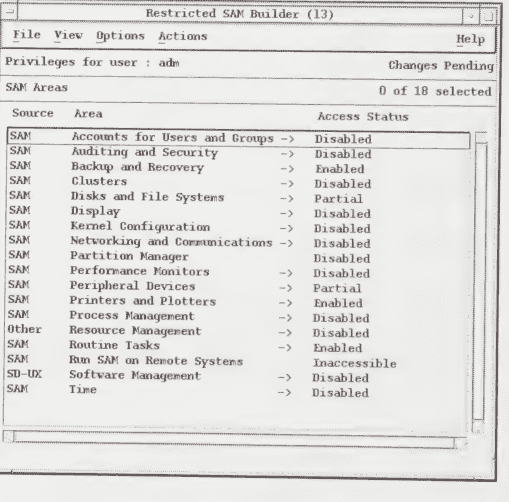 Restricted SAM Builder (13)
File View Options Actions Help
Privileges for user : adm Changes Pending
SAM Areas 0 of 18 selected
Source Area Access Status
SAM Accounts for Users and Groups -> Disabled
SAM Auditing and Security -> Disabled
SAM Backup and Recovery -> Enabled
SAM Clusters -> Disabled
SAM Disks and File Systems -> Partial
SAM Display -> Disabled
SAM Kernel Configuration -> Disabled
SAM Networking and Communications -> Disabled
SAM Partition Manager Disabled
SAM Performance Monitors -> Disabled
SAM Peripheral Devices -> Partial
SAM Printers and Plotters -> Enabled
SAM Process Management -> Disabled
Other Resource Management -> Disabled
SAM Routine Tasks -> Enabled
SAM Run SAM on Remote Systems Inaccessible
SD-UX Software Management -> Disabled
SAM Time -> Disabled